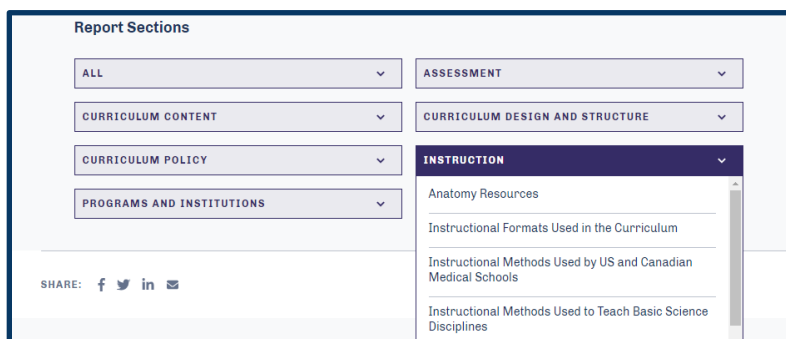 Report Sections
ALL
ASSESSMENT
CURRICULUM CONTENT
CURRICULUM DESIGN AND STRUCTURE
CURRICULUM POLICY
INSTRUCTION
PROGRAMS AND INSTITUTIONS
Anatomy Resources
Instructional Formats Used in the Curriculum
Instructional Methods Used by US and Canadian
Medical Schools
Instructional Methods Used to Teach Basic Science
Disciplines
SHARE: